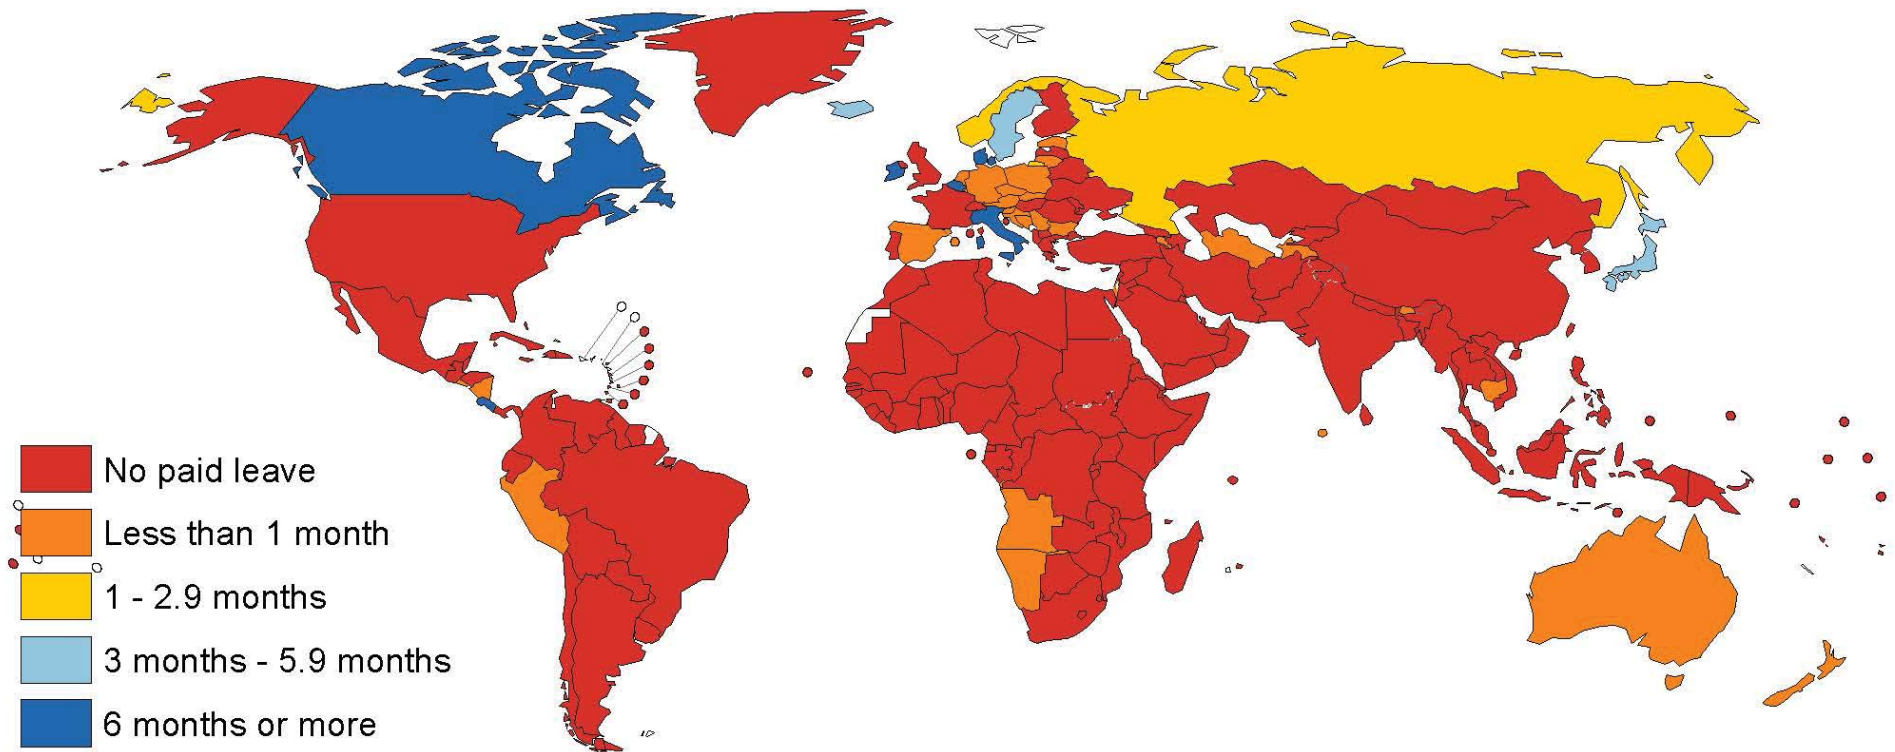 No paid leave
Less than 1 month
1 - 2.9 months
3 months - 5.9 months
6 months or more